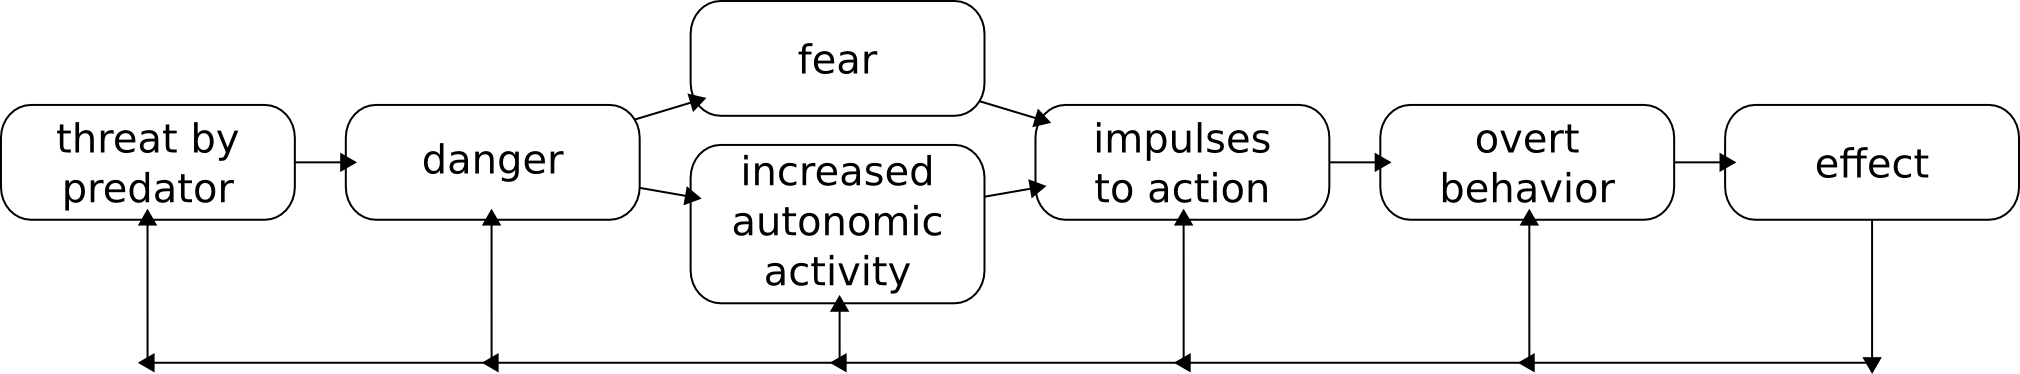 threat by
predator
danger
fear
increased
autonomic
activity
impulses
to action
overt
behavior
effect